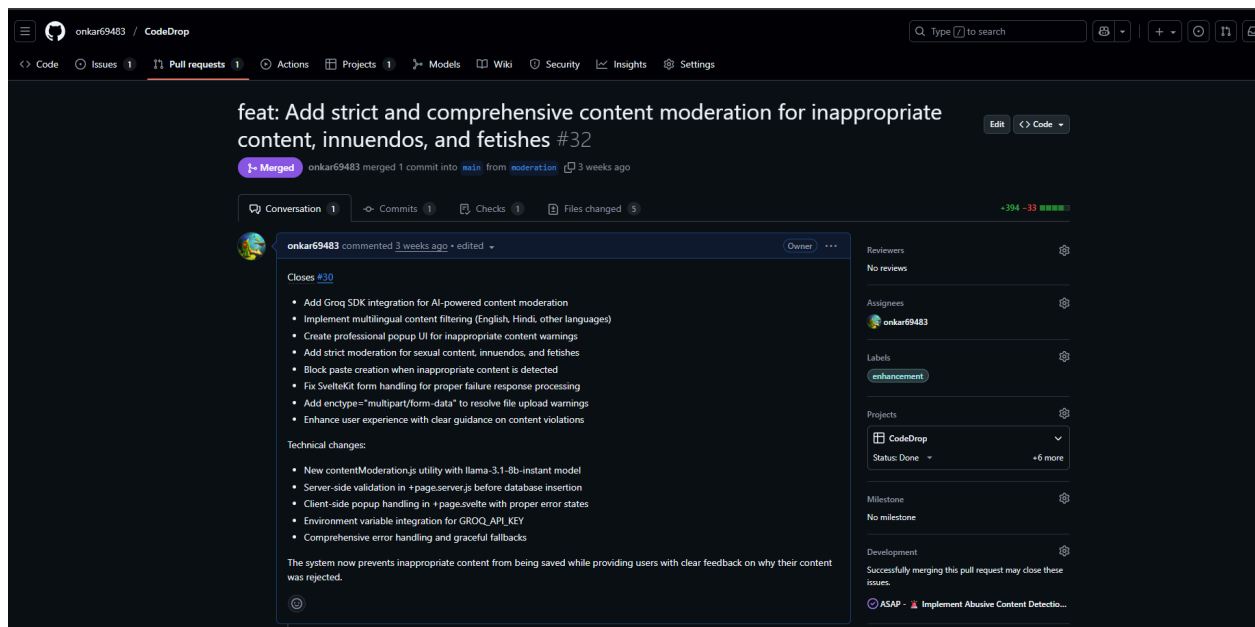 onkar69483 / CodeDrop
Type / to search
Code
Issues 1
Pull requests 1
Actions
Projects 1
Models
Wiki
Security
Insights
Settings
feat: Add strict and comprehensive content moderation for inappropriate
content, innuendos, and fetishes #32
Edit
<> Code
Merged
onkar69483 merged 1 commit into main from moderation 3 weeks ago
Conversation 1
Commits 1
Checks 1
Files changed 5
+394 −33
onkar69483 commented 3 weeks ago • edited
Owner
Closes #30
• Add Groq SDK integration for AI-powered content moderation
• Implement multilingual content filtering (English, Hindi, other languages)
• Create professional popup UI for inappropriate content warnings
• Add strict moderation for sexual content, innuendos, and fetishes
• Block paste creation when inappropriate content is detected
• Fix SvelteKit form handling for proper failure response processing
• Add enctype="multipart/form-data" to resolve file upload warnings
• Enhance user experience with clear guidance on content violations
Technical changes:
• New contentModeration.js utility with llama-3.1-8b-instant model
• Server-side validation in +page.server.js before database insertion
• Client-side popup handling in +page.svelte with proper error states
• Environment variable integration for GROQ_API_KEY
• Comprehensive error handling and graceful fallbacks
The system now prevents inappropriate content from being saved while providing users with clear feedback on why their content
was rejected.
Reviewers
No reviews
Assignees
onkar69483
Labels
enhancement
Projects
CodeDrop
Status: Done
+6 more
Milestone
No milestone
Development
Successfully merging this pull request may close these
issues.
ASAP - 🚨 Implement Abusive Content Detectio...